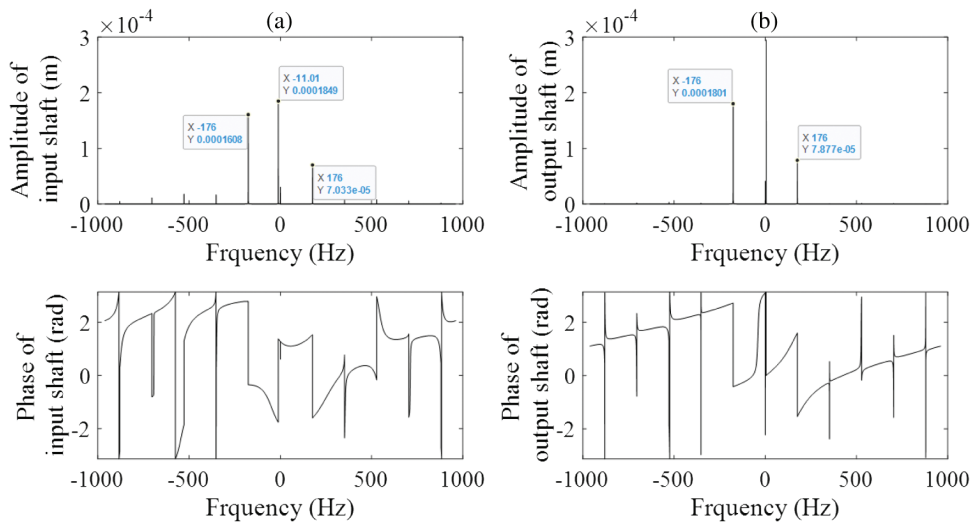 (a)
×10-4
Amplitude of
input shaft (m)
3
2
1
0
X -11.01
Y 0.0001849
X -176
Y 0.0001608
X 176
Y 7.033e-05
-1000 -500 0 500 1000
Frquency (Hz)
(b)
×10-4
Amplitude of
output shaft (m)
3
2
1
0
X -176
Y 0.0001801
X 176
Y 7.877e-05
-1000 -500 0 500 1000
Frquency (Hz)
Phase of
input shaft (rad)
2
0
-2
-1000 -500 0 500 1000
Frquency (Hz)
Phase of
output shaft (rad)
2
0
-2
-1000 -500 0 500 1000
Frquency (Hz)